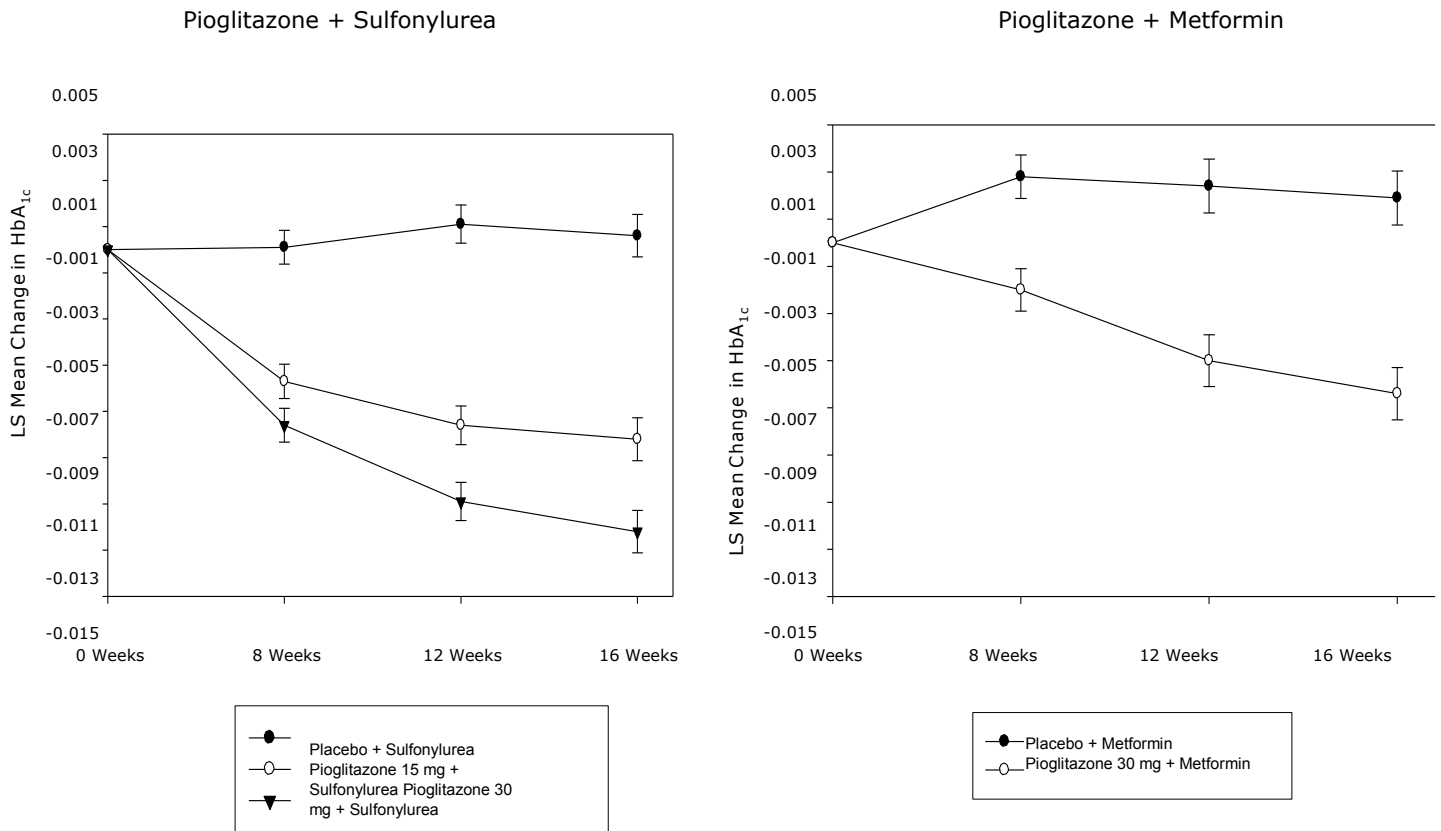 Pioglitazone + Sulfonylurea
LS Mean Change in HbA1c
0.005
0.003
0.001
-0.001
-0.003
-0.005
-0.007
-0.009
-0.011
-0.013
-0.015
0 Weeks 8 Weeks 12 Weeks 16 Weeks
Placebo + Sulfonylurea
Pioglitazone 15 mg +
Sulfonylurea Pioglitazone 30
mg + Sulfonylurea
Pioglitazone + Metformin
LS Mean Change in HbA1c
0.005
0.003
0.001
-0.001
-0.003
-0.005
-0.007
-0.009
-0.011
-0.013
-0.015
0 Weeks 8 Weeks 12 Weeks 16 Weeks
Placebo + Metformin
Pioglitazone 30 mg + Metformin